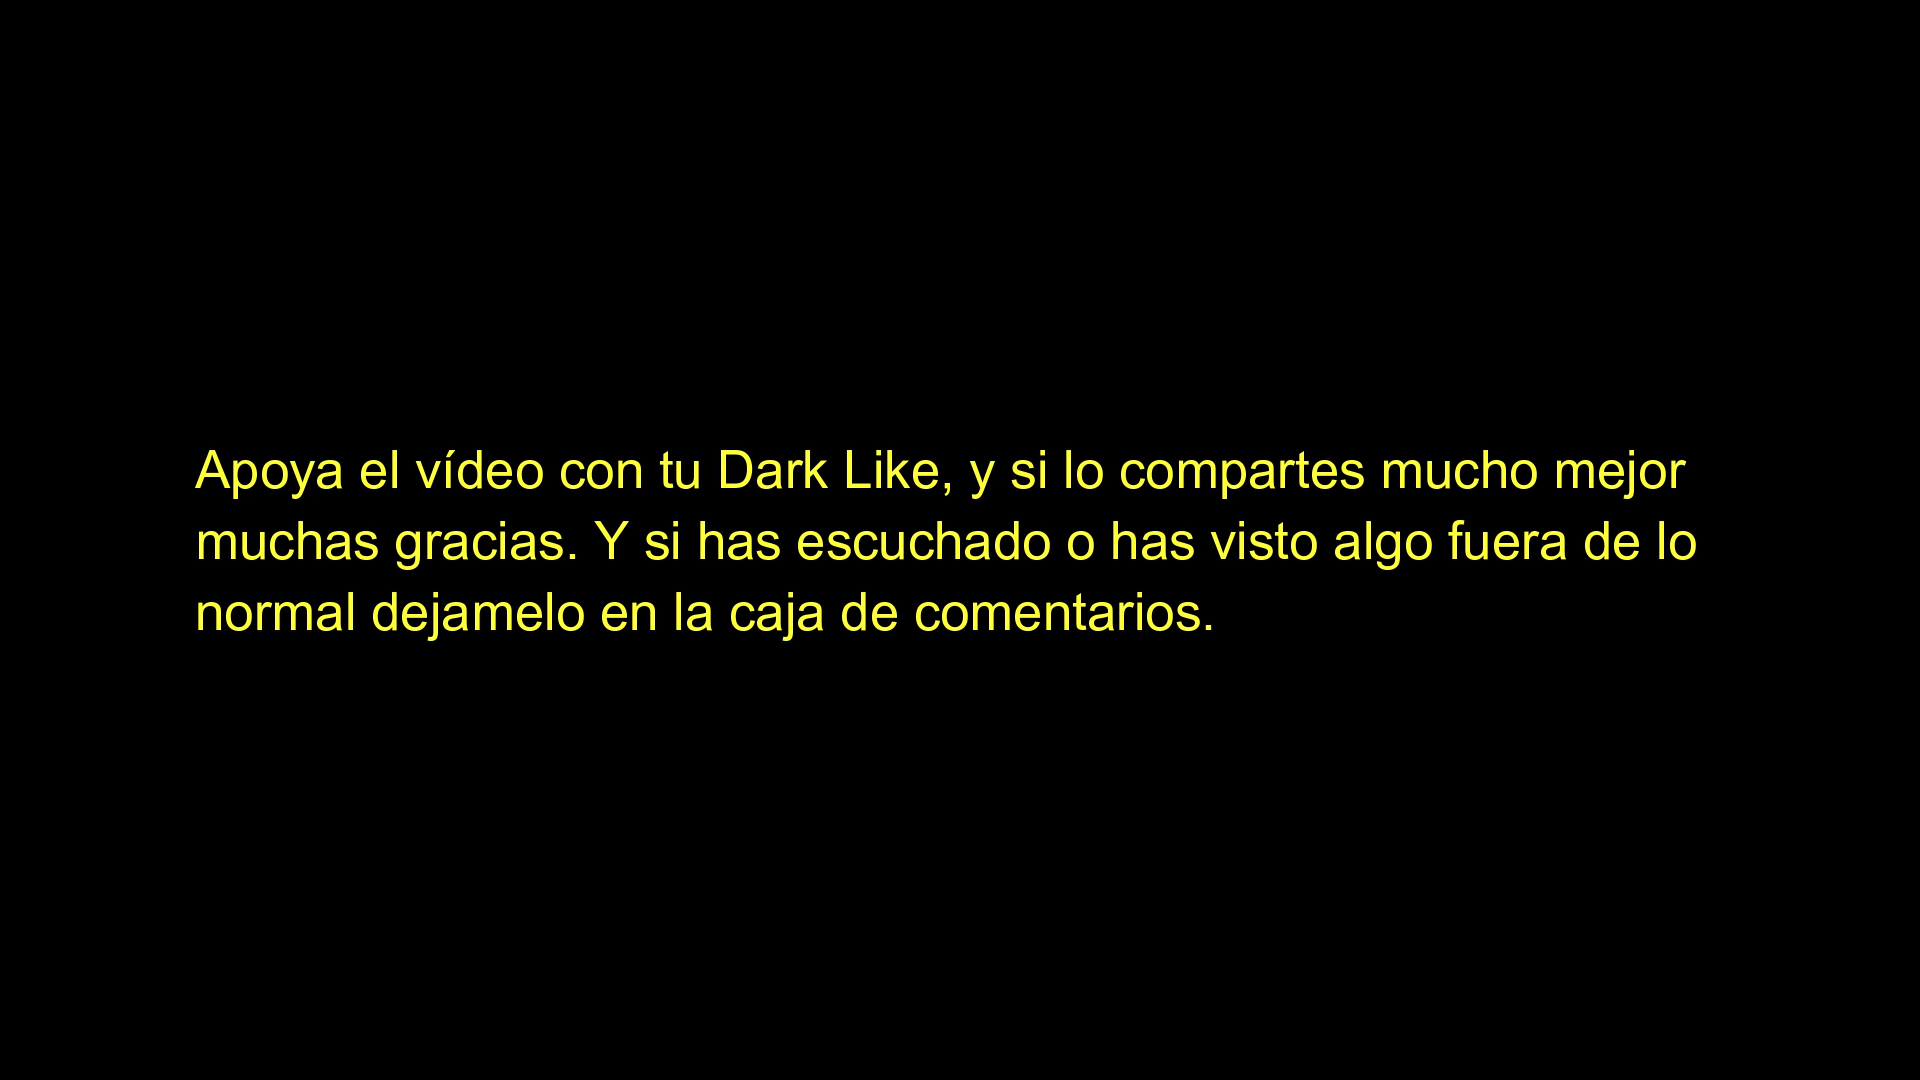 Apoya el vídeo con tu Dark Like, y si lo compartes mucho mejor
muchas gracias. Y si has escuchado o has visto algo fuera de lo
normal dejamelo en la caja de comentarios.